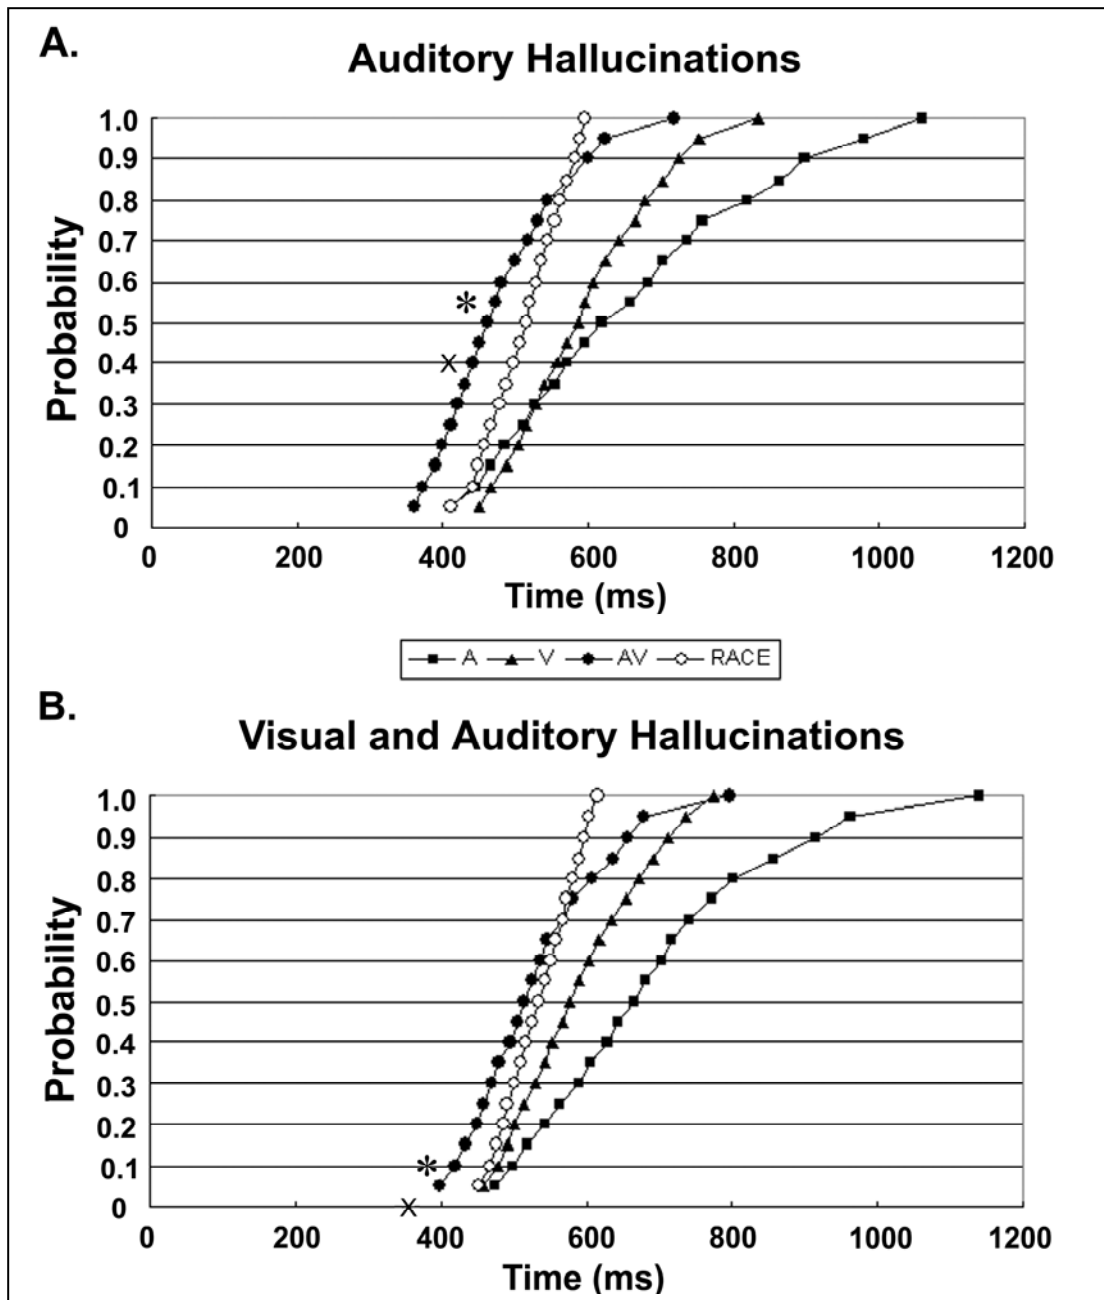 A.
Auditory Hallucinations
1.0
0.9
0.8
0.7
0.6
0.5
0.4
0.3
0.2
0.1
0
Probability
*
X
0 200 400 600 800 1000 1200
Time (ms)
A V AV RACE
B.
Visual and Auditory Hallucinations
1.0
0.9
0.8
0.7
0.6
0.5
0.4
0.3
0.2
0.1
0
Probability
*
X
0 200 400 600 800 1000 1200
Time (ms)